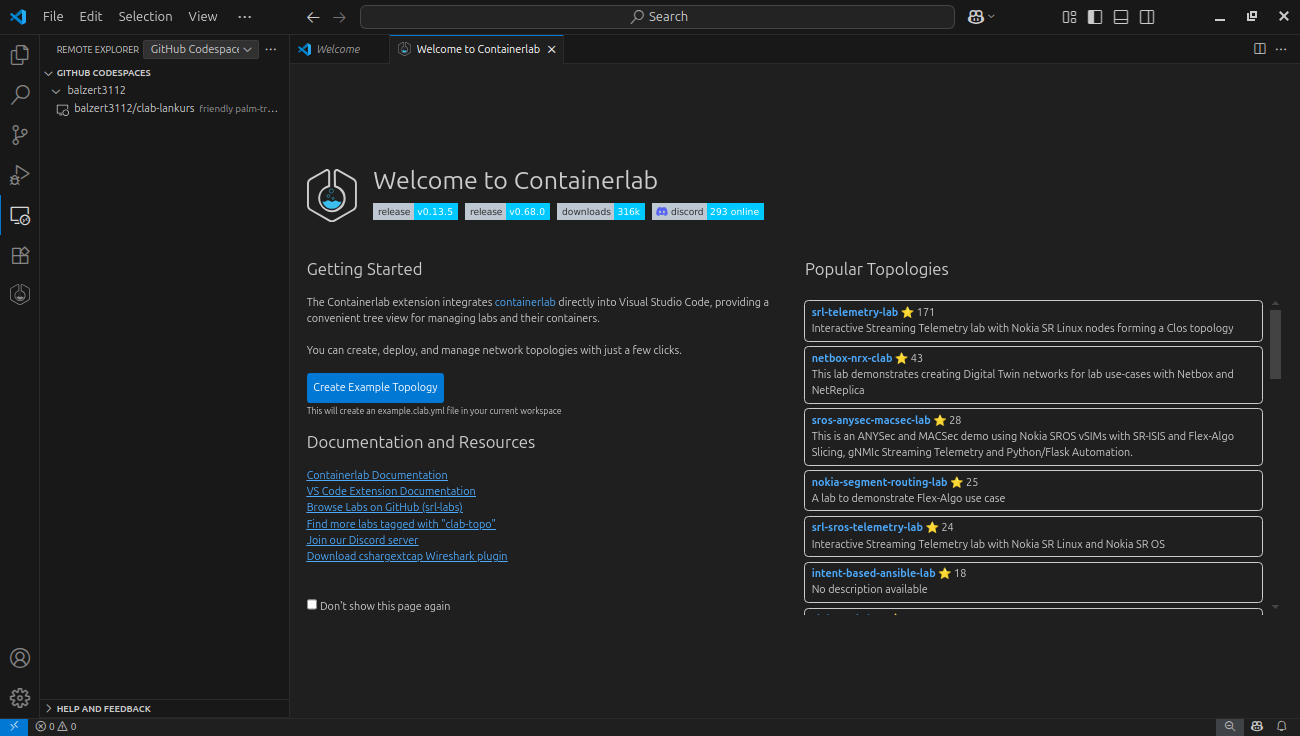 File Edit Selection View ···
Search
REMOTE EXPLORER GitHub Codespace
Welcome
Welcome to Containerlab
GITHUB CODESPACES
balzert3112
balzert3112/clab-lankurs friendly palm-tr...
Welcome to Containerlab
release v0.13.5 release v0.68.0 downloads 316k discord 293 online
Getting Started
The Containerlab extension integrates containerlab directly into Visual Studio Code, providing a
convenient tree view for managing labs and their containers.
You can create, deploy, and manage network topologies with just a few clicks.
Create Example Topology
This will create an example.clab.yml file in your current workspace
Documentation and Resources
Containerlab Documentation
VS Code Extension Documentation
Browse Labs on GitHub (srl-labs)
Find more labs tagged with "clab-topo"
Join our Discord server
Download cshargextcap Wireshark plugin
Don't show this page again
Popular Topologies
srl-telemetry-lab ⭐ 171
Interactive Streaming Telemetry lab with Nokia SR Linux nodes forming a Clos topology
netbox-nrx-clab ⭐ 43
This lab demonstrates creating Digital Twin networks for lab use-cases with Netbox and
NetReplica
sros-anysec-macsec-lab ⭐ 28
This is an ANYSec and MACSec demo using Nokia SROS vSIMs with SR-ISIS and Flex-Algo
Slicing, gNMIc Streaming Telemetry and Python/Flask Automation.
nokia-segment-routing-lab ⭐ 25
A lab to demonstrate Flex-Algo use case
srl-sros-telemetry-lab ⭐ 24
Interactive Streaming Telemetry lab with Nokia SR Linux and Nokia SR OS
intent-based-ansible-lab ⭐ 18
No description available
HELP AND FEEDBACK
0 0